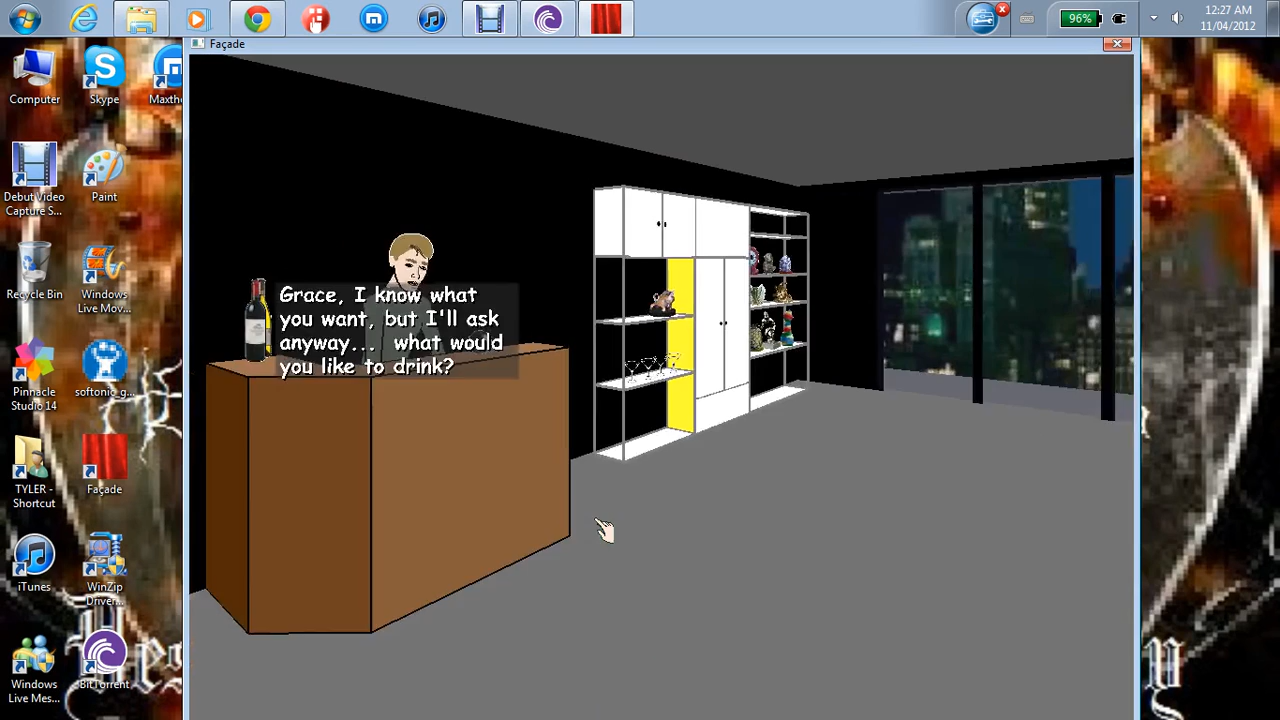 96%
12:27 AM
11/04/2012
Façade
Computer
Skype
Maxth
Grace, I know what
you want, but I'll ask
anyway... what would
you like to drink?
Debut Video
Capture S...
Paint
Recycle Bin
Windows
Live Mov...
Pinnacle
Studio 14
softonic_g...
TYLER -
Shortcut
Façade
iTunes
WinZip
Driver...
Windows
Live Mes...
BitTorrent